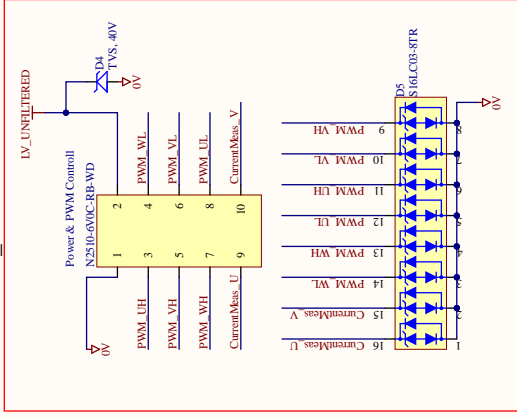 LV_UNFILTERED
D4
TVS, 40V
0V
Power & PWM Controll
N2510-6V0C-RB-WD
2
4
6
8
10
1
3
5
7
9
PWM_WL
PWM_VL
PWM_UL
CurrentMeas_V
PWM_UH
PWM_VH
PWM_WH
CurrentMeas_U
0V
D5
S16LC03-8TR
0V
PWM_VH 9
PWM_VL 10
PWM_UH 11
PWM_UL 12
PWM_WH 13
PWM_WL 14
CurrentMeas_V 15
CurrentMeas_U 16
8
7
6
5
4
3
2
1